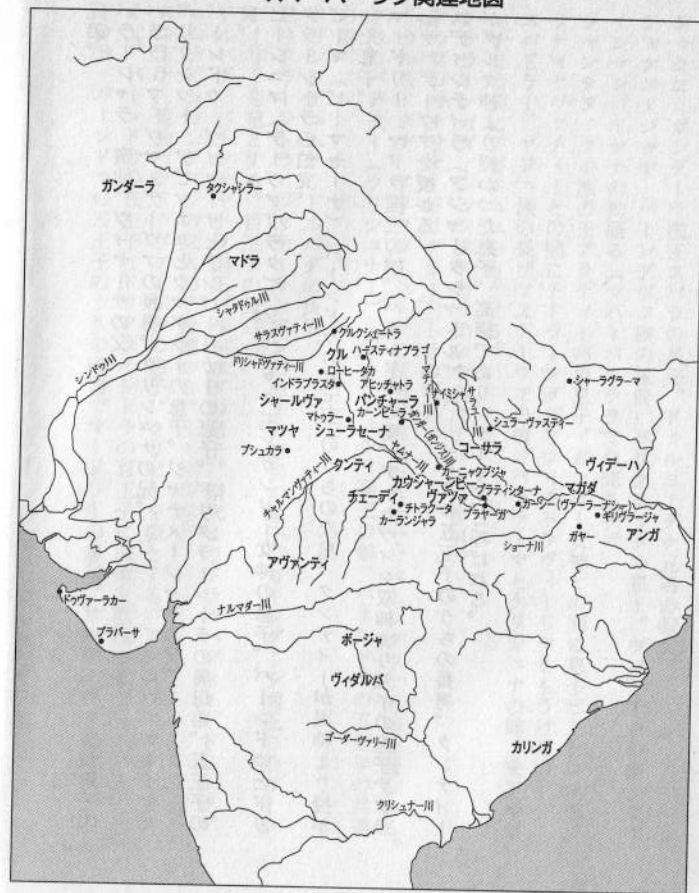 ガンダーラ
タクシャシラー
マドラ
シャタドゥル川
サラスヴァティー川
クルクシェートラ
シンドゥ川
クル
ハースティナプラ
ゴーマティー川
ドリシャドヴァティー川
ローヒータカ
インドラプラスタ
アヒッチャトラ
ナイミシャ
サラユー川
シャーラグラーマ
シャールヴァ
パンチャーラ
マトゥラー
カーンピーラ
シュラーヴァスティー
マツヤ
シューラセーナ
コーサラ
プシュカラ
ヤムナー川
カーニャクブジャ
ヴィデーハ
チャルマンヴァティー川
クンティ
カウシャーンビー
プラティシターナ
マガダ
チェーディ
ヴァツァ
カーシー(ヴァーラーナシー)
チトラクータ
プラヤーガ
ギリヴラージャ
カーランジャラ
ガヤー
アンガ
アヴァンティ
ショーナ川
ドゥヴァーラカー
ナルマダー川
プラバーサ
ボージャ
ヴィダルバ
ゴーダーヴァリー川
カリンガ
クリシュナー川